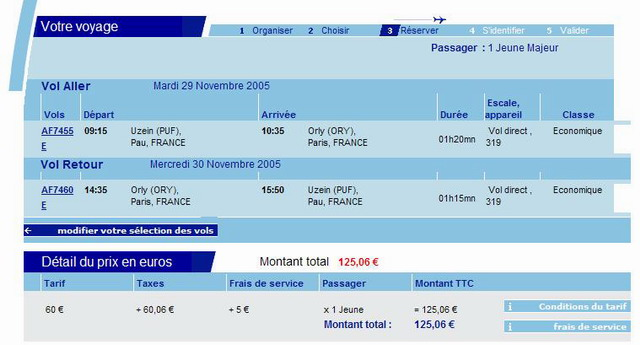 Votre voyage
1 Organiser 2 Choisir 3 Réserver 4 S'identifier 5 Valider
Passager : 1 Jeune Majeur
Vol Aller Mardi 29 Novembre 2005
Vols Départ Arrivée Durée Escale, appareil Classe
AF7455 E 09:15 Uzein (PUF), Pau, FRANCE 10:35 Orly (ORY), Paris, FRANCE 01h20mn Vol direct , 319 Economique
Vol Retour Mercredi 30 Novembre 2005
AF7460 E 14:35 Orly (ORY), Paris, FRANCE 15:50 Uzein (PUF), Pau, FRANCE 01h15mn Vol direct , 319 Economique
modifier votre sélection des vols
Détail du prix en euros Montant total 125,06 €
Tarif Taxes Frais de service Passager Montant TTC
60 € + 60,06 € + 5 € x 1 Jeune = 125,06 € i Conditions du tarif
Montant total : 125,06 € i frais de service